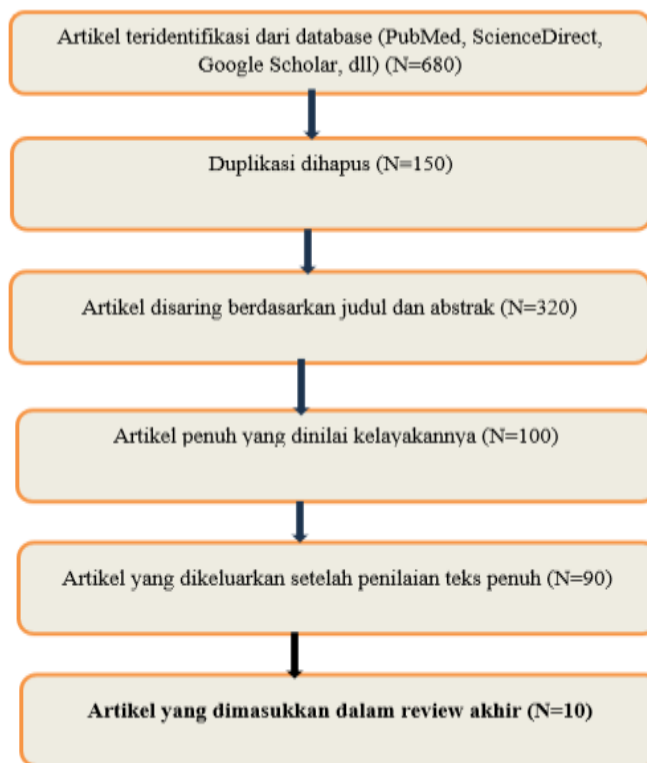 Artikel teridentifikasi dari database (PubMed, ScienceDirect,
Google Scholar, dll) (N=680)
Duplikasi dihapus (N=150)
Artikel disaring berdasarkan judul dan abstrak (N=320)
Artikel penuh yang dinilai kelayakannya (N=100)
Artikel yang dikeluarkan setelah penilaian teks penuh (N=90)
Artikel yang dimasukkan dalam review akhir (N=10)